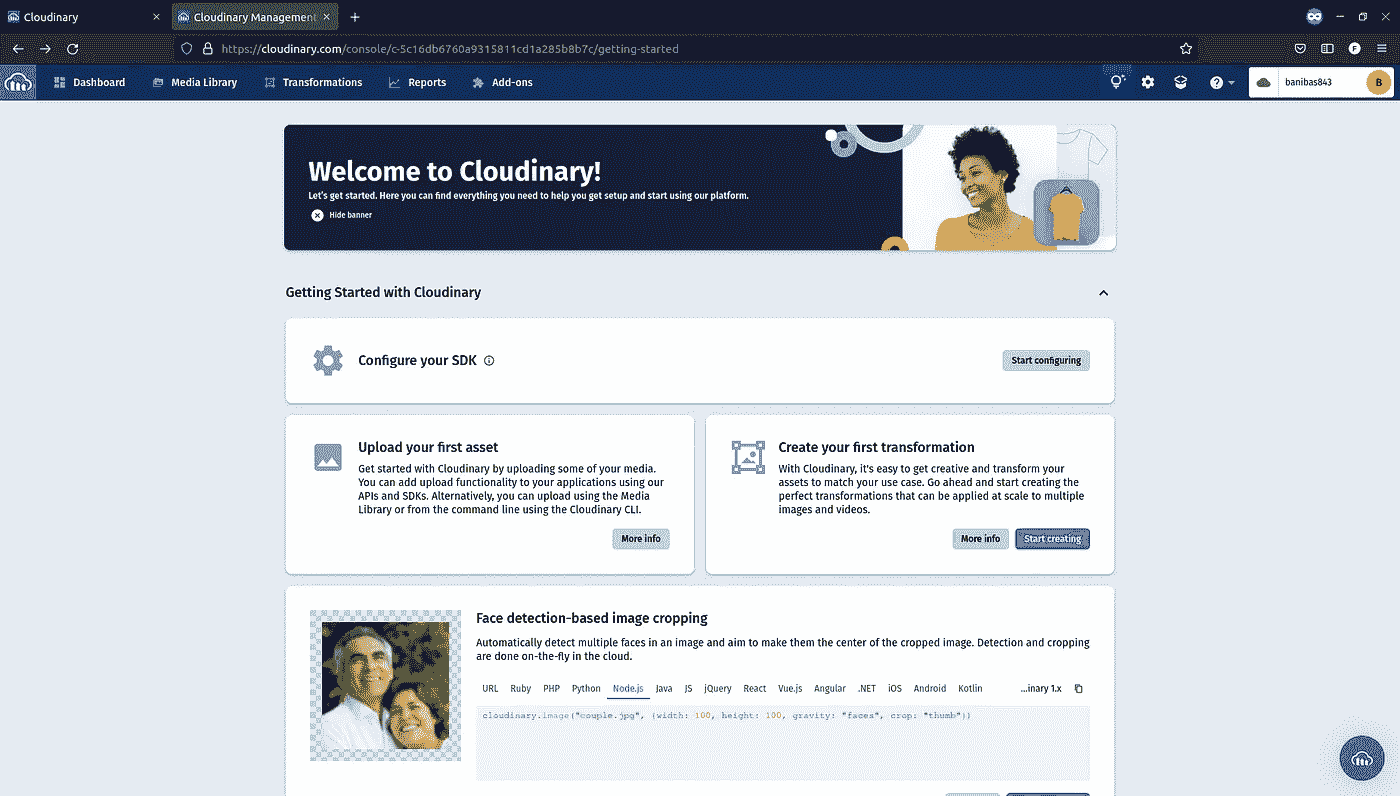 Cloudinary
Cloudinary Management
https://cloudinary.com/console/c-5c16db6760a9315811cd1a285b8b7c/getting-started
F
Dashboard
Media Library
Transformations
Reports
Add-ons
banibas843
B
Welcome to Cloudinary!
Let's get started. Here you can find everything you need to help you get setup and start using our platform.
Hide banner
Getting Started with Cloudinary
Configure your SDK
Start configuring
Upload your first asset
Get started with Cloudinary by uploading some of your media.
You can add upload functionality to your applications using our
APIs and SDKs. Alternatively, you can upload using the Media
Library or from the command line using the Cloudinary CLI.
More info
Create your first transformation
With Cloudinary, it's easy to get creative and transform your
assets to match your use case. Go ahead and start creating the
perfect transformations that can be applied at scale to multiple
images and videos.
More info
Start creating
Face detection-based image cropping
Automatically detect multiple faces in an image and aim to make them the center of the cropped image. Detection and cropping
are done on-the-fly in the cloud.
URL Ruby PHP Python Node.js Java JS jQuery React Vue.js Angular .NET iOS Android Kotlin ...inary 1.x
cloudinary.image("couple.jpg", {width: 100, height: 100, gravity: "faces", crop: "thumb"})